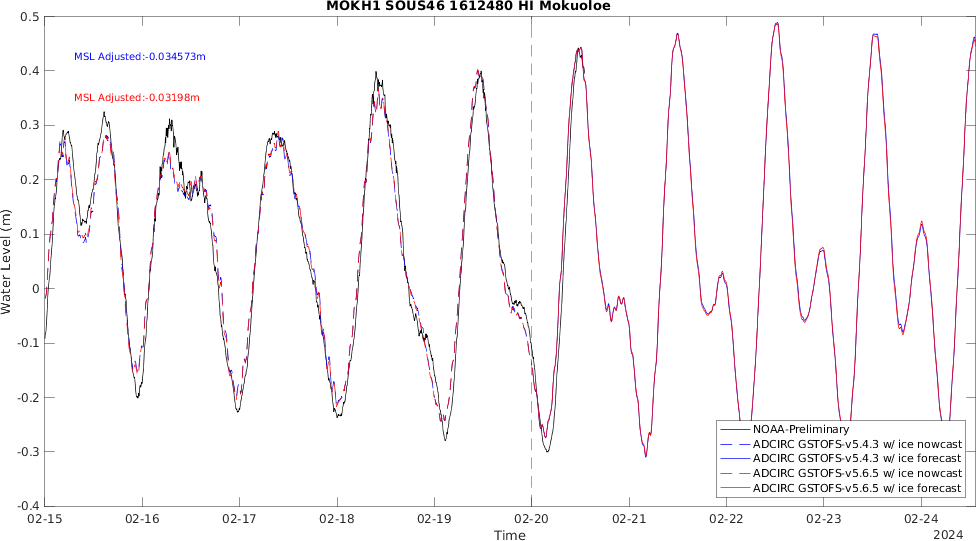 MOKH1 SOUS46 1612480 HI Mokuoloe
MSL Adjusted:-0.034573m
MSL Adjusted:-0.03198m
Water Level (m)
0.5
0.4
0.3
0.2
0.1
0
-0.1
-0.2
-0.3
-0.4
NOAA-Preliminary
ADCIRC GSTOFS-v5.4.3 w/ ice nowcast
ADCIRC GSTOFS-v5.4.3 w/ ice forecast
ADCIRC GSTOFS-v5.6.5 w/ ice nowcast
ADCIRC GSTOFS-v5.6.5 w/ ice forecast
02-15 02-16 02-17 02-18 02-19 02-20 02-21 02-22 02-23 02-24
Time
2024